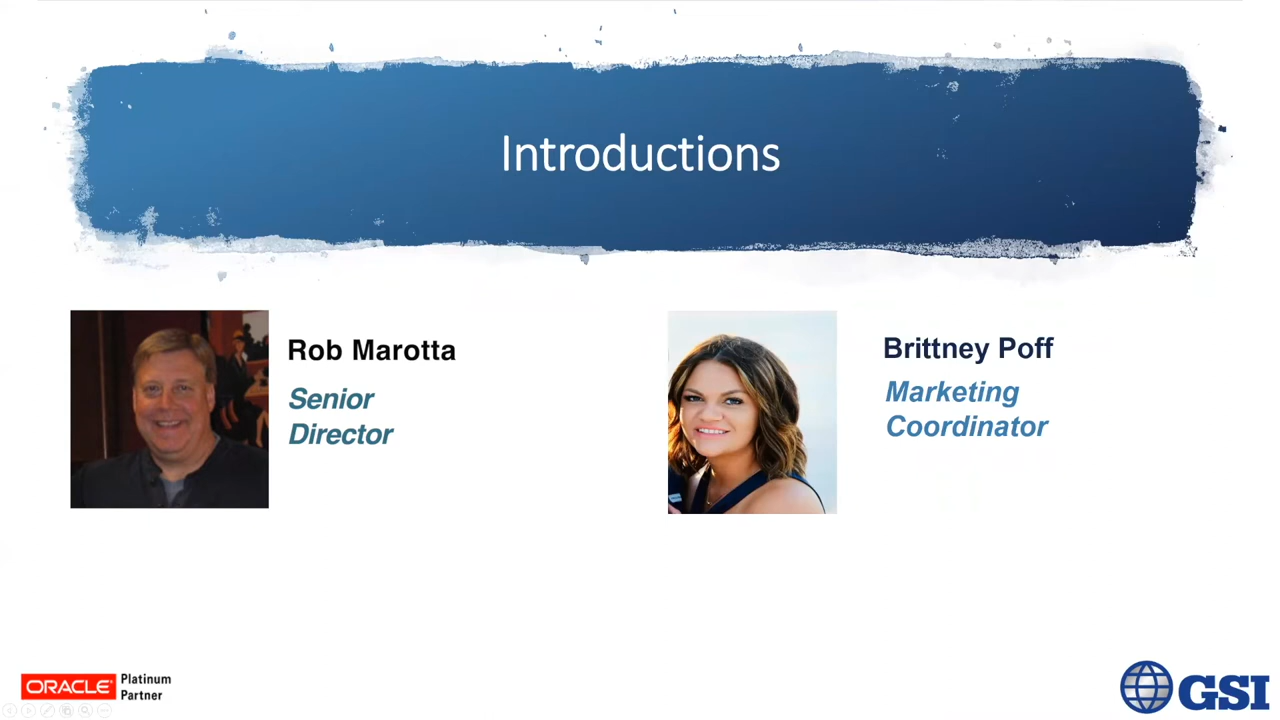 Introductions
Rob Marotta
Senior
Director
Brittney Poff
Marketing
Coordinator
ORACLE
Platinum
Partner
GSI